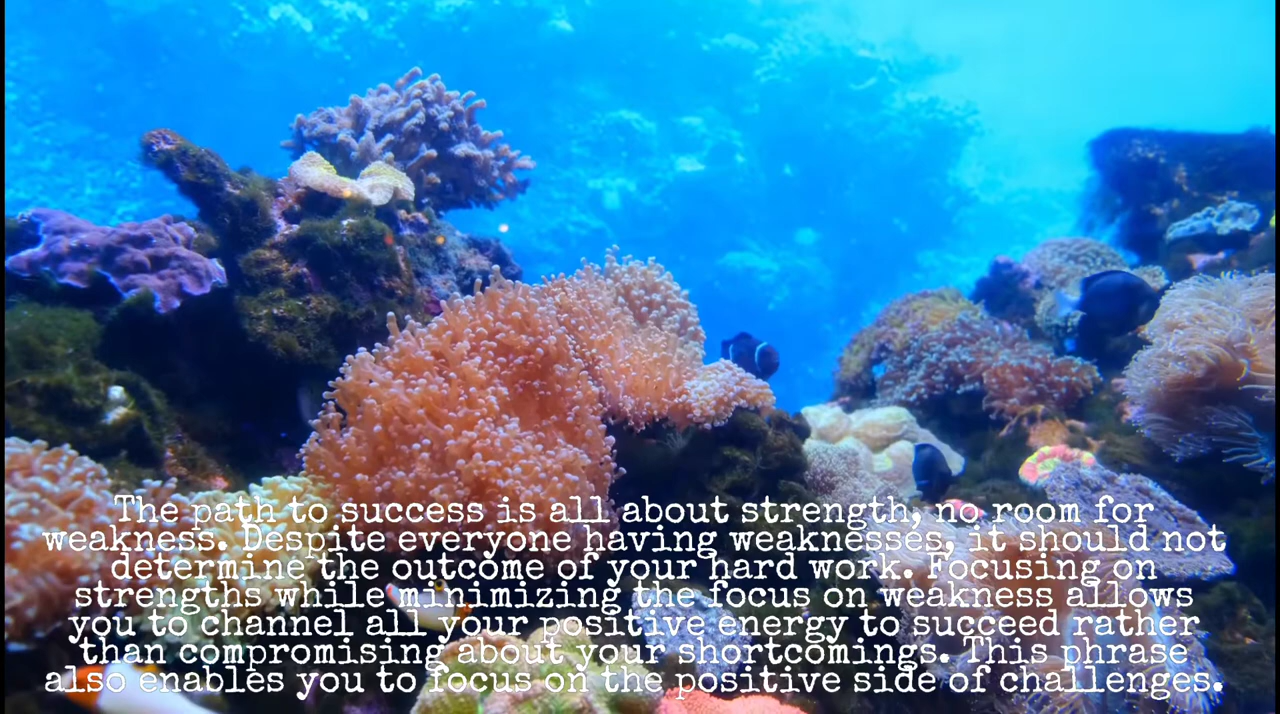 The path to success is all about strength, no room for
weakness. Despite everyone having weaknesses, it should not
determine the outcome of your hard work. Focusing on
strengths while minimizing the focus on weakness allows
you to channel all your positive energy to succeed rather
than compromising about your shortcomings. This phrase
also enables you to focus on the positive side of challenges.